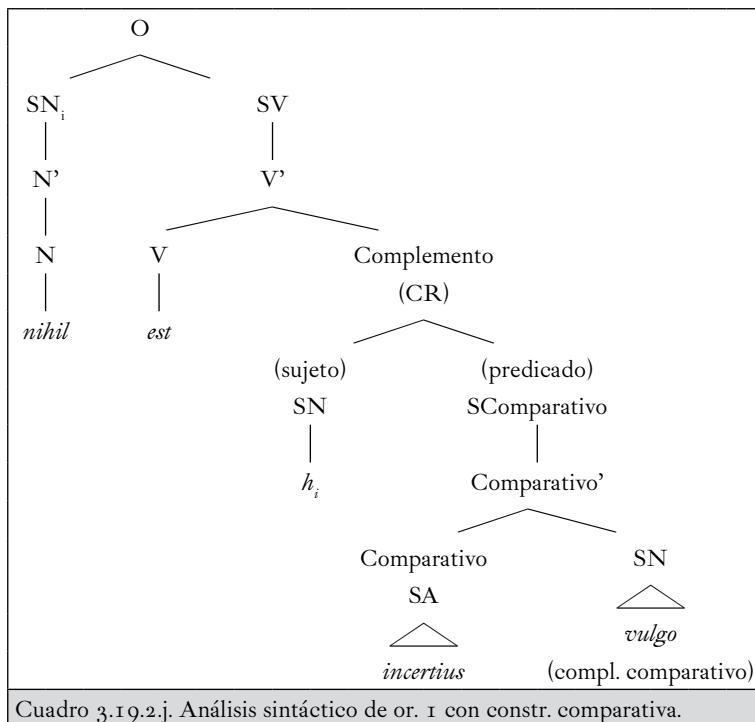 O
SNᵢ SV
N' V'
N V Complemento
(CR)
nihil est
(sujeto) (predicado)
SN SComparativo
hᵢ Comparativo'
Comparativo SN
SA
vulgo
incertius (compl. comparativo)
Cuadro 3.19.2.j. Análisis sintáctico de or. 1 con constr. comparativa.